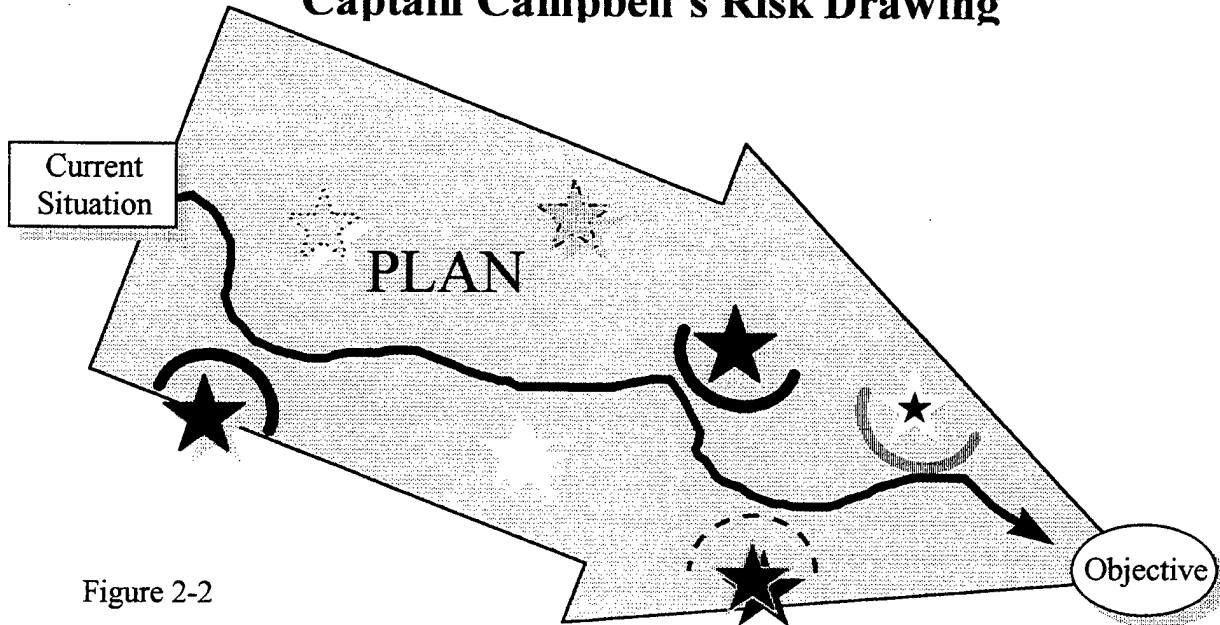 Captain Campbell's Risk Drawing
Current
Situation
PLAN
Objective
Figure 2-2